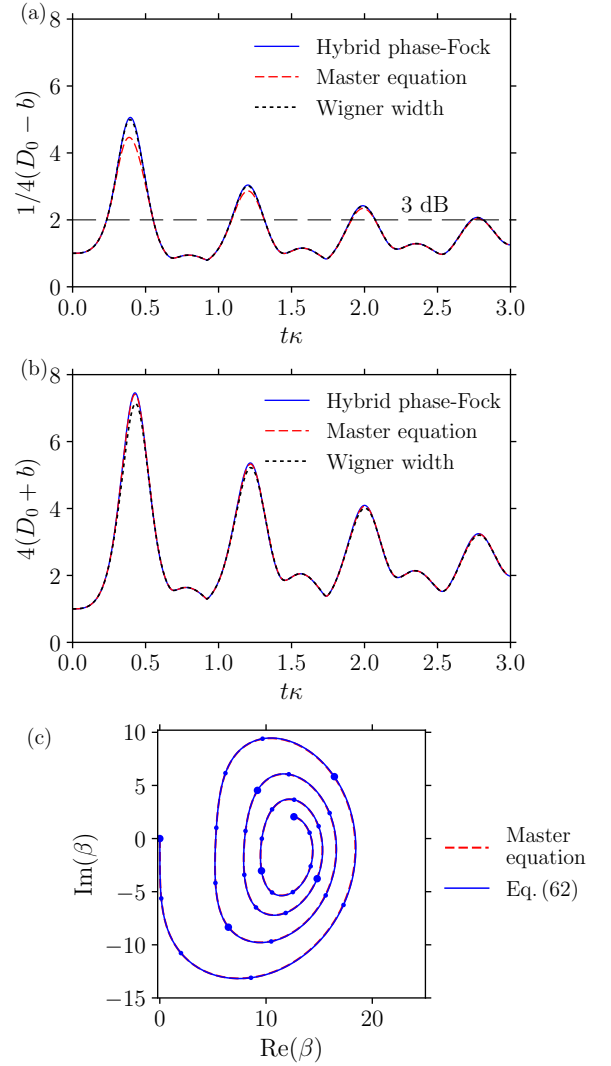 (a)
8
6
4
2
0
1/4(D₀ − b)
Hybrid phase-Fock
Master equation
Wigner width
3 dB
0.0 0.5 1.0 1.5 2.0 2.5 3.0
tκ
(b)
8
6
4
2
0
4(D₀ + b)
Hybrid phase-Fock
Master equation
Wigner width
0.0 0.5 1.0 1.5 2.0 2.5 3.0
tκ
(c)
10
5
0
−5
−10
−15
Im(β)
0 10 20
Re(β)
Master
equation
Eq. (62)